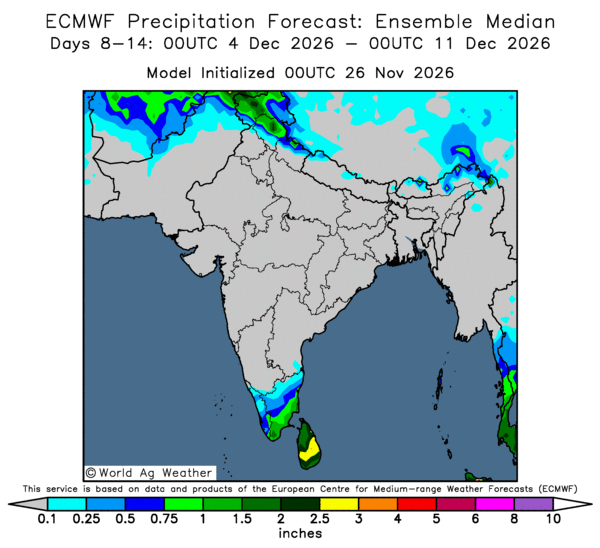 ECMWF Precipitation Forecast: Ensemble Median
Days 8-14: 00UTC 4 Dec 2026 - 00UTC 11 Dec 2026
Model Initialized 00UTC 26 Nov 2026
© World Ag Weather
This service is based on data and products of the European Centre for Medium-range Weather Forecasts (ECMWF)
0.1 0.25 0.5 0.75 1 1.5 2 2.5 3 4 5 6 8 10
inches